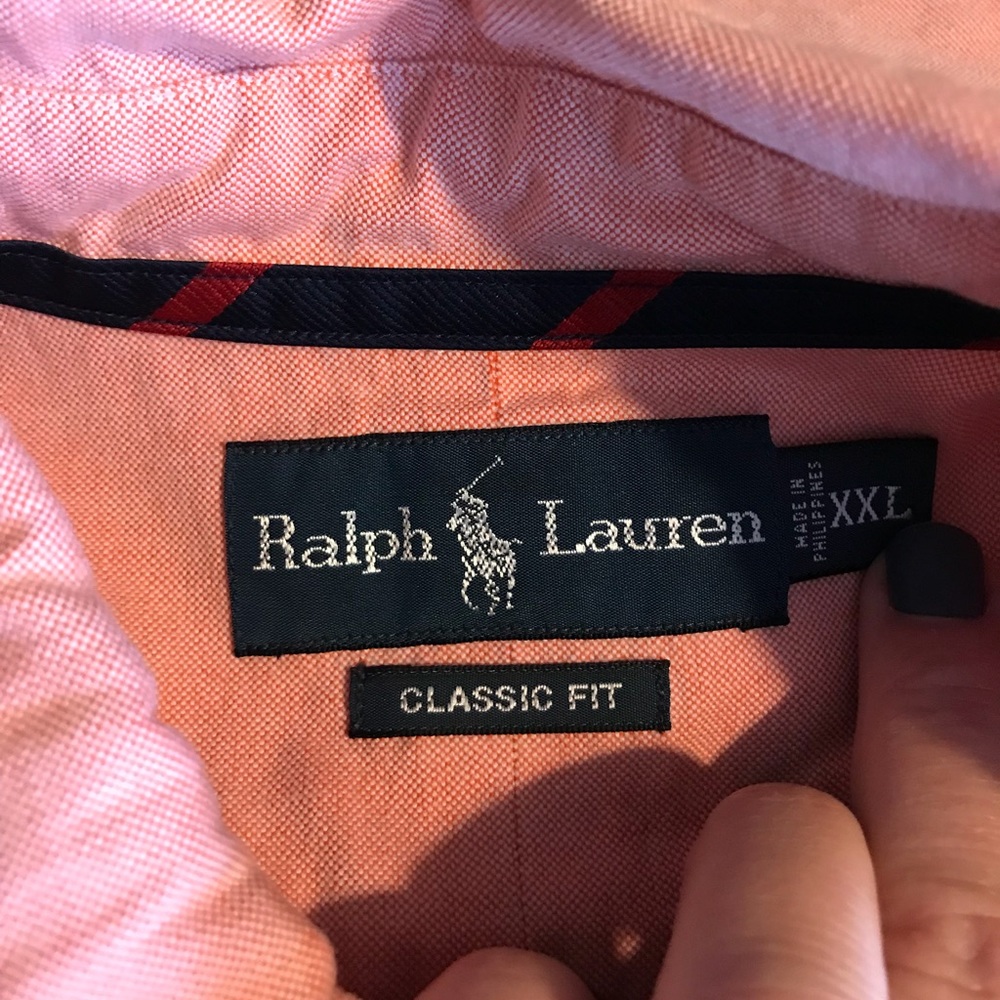 Ralph Lauren
MADE IN
PHILIPPINES
XXL
CLASSIC FIT